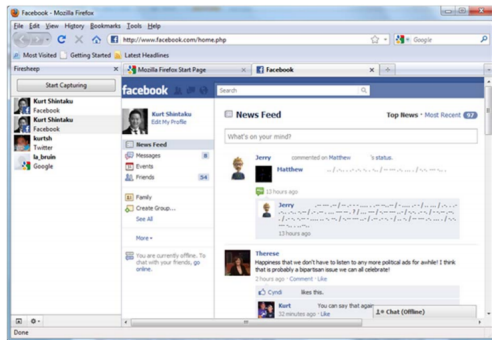 Facebook - Mozilla Firefox
File Edit View History Bookmarks Tools Help
http://www.facebook.com/home.php
Google
Most Visited Getting Started Latest Headlines
Firesheep
Mozilla Firefox Start Page
Facebook
Start Capturing
Kurt Shintaku
Facebook
Kurt Shintaku
Facebook
kurtsh
Twitter
la_bruin
Google
facebook
Search
Kurt Shintaku
Edit My Profile
News Feed
Messages 8
Events
Friends 54
Family
Create Group...
See All
More
You are currently offline. To
chat with your friends, go
online.
News Feed
Top News · Most Recent 97
What's on your mind?
Jerry commented on Matthew 's status.
Matthew
13 hours ago
Jerry
13 hours ago
Therese
Happiness that we don't have to listen to any more political ads for awhile! I think
that is probably a bipartisan issue we can all celebrate!
2 hours ago · Comment · Like
Cyndi likes this.
Kurt You can say that again
32 minutes ago · Like
Chat (Offline)
Done